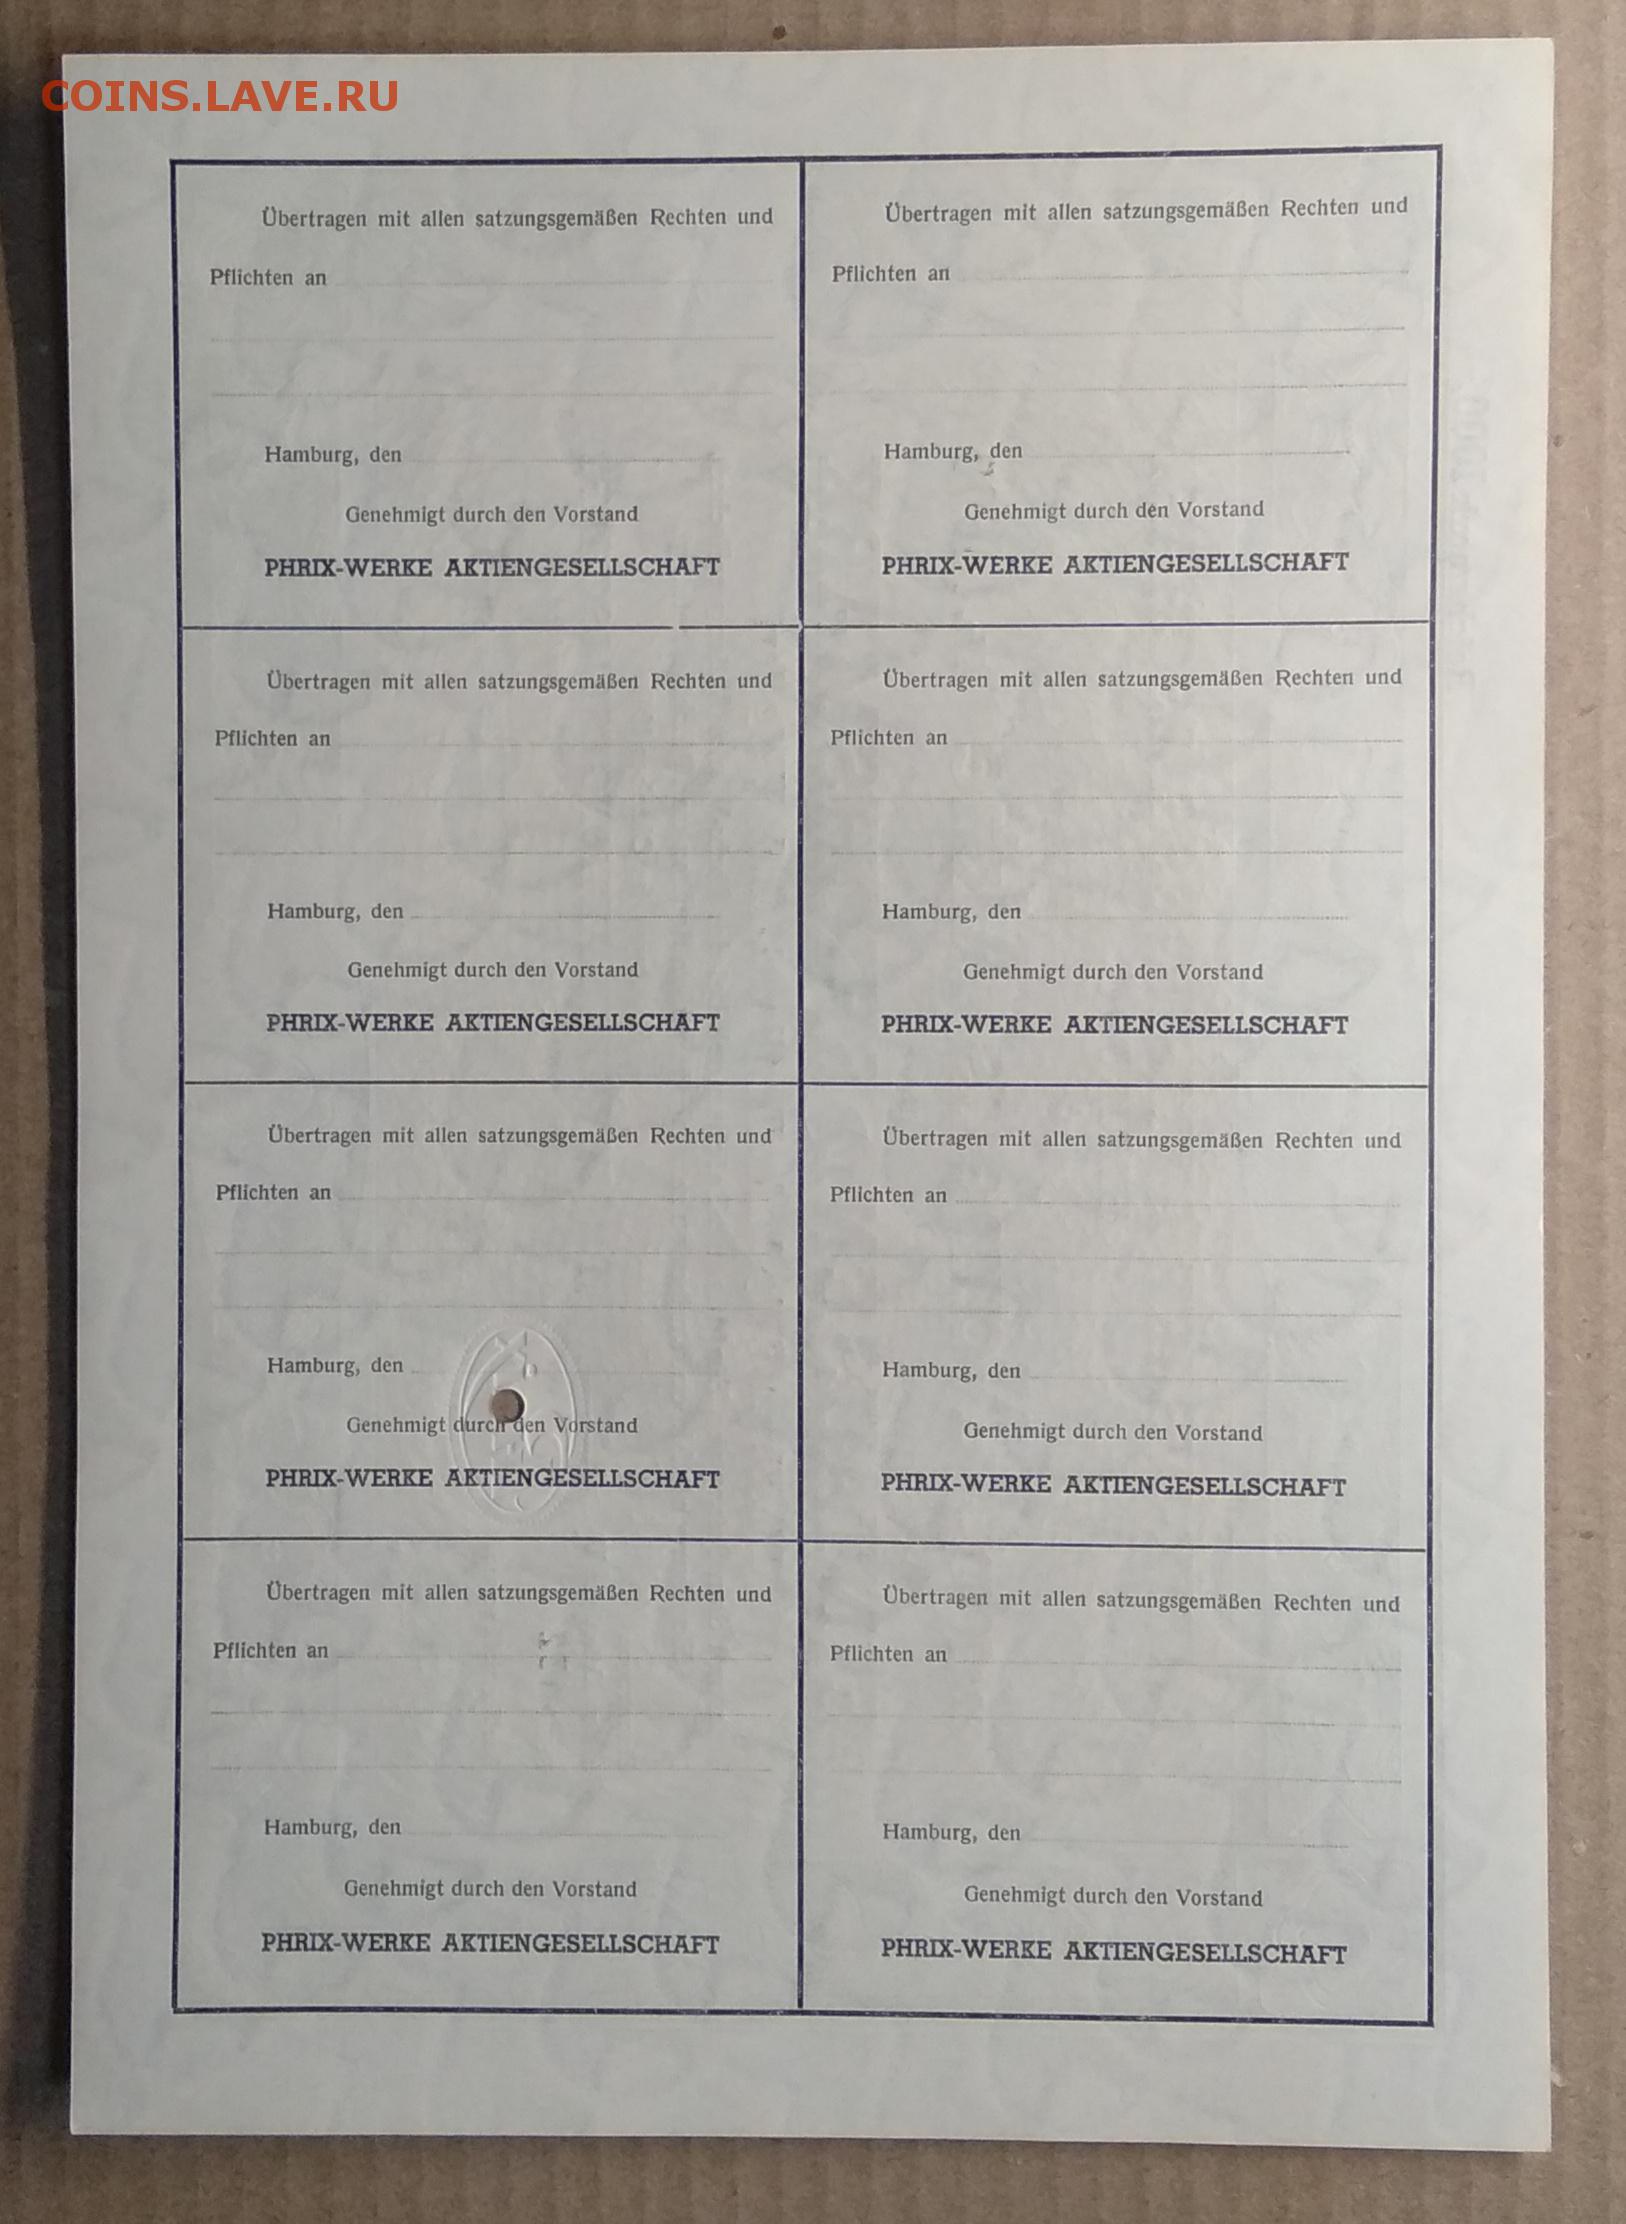 COINS.LAVE.RU
Übertragen mit allen satzungsgemäßen Rechten und
Pflichten an
Hamburg, den
Genehmigt durch den Vorstand
PHRIX-WERKE AKTIENGESELLSCHAFT
Übertragen mit allen satzungsgemäßen Rechten und
Pflichten an
Hamburg, den
Genehmigt durch den Vorstand
PHRIX-WERKE AKTIENGESELLSCHAFT
Übertragen mit allen satzungsgemäßen Rechten und
Pflichten an
Hamburg, den
Genehmigt durch den Vorstand
PHRIX-WERKE AKTIENGESELLSCHAFT
Übertragen mit allen satzungsgemäßen Rechten und
Pflichten an
Hamburg, den
Genehmigt durch den Vorstand
PHRIX-WERKE AKTIENGESELLSCHAFT
Übertragen mit allen satzungsgemäßen Rechten und
Pflichten an
Hamburg, den
Genehmigt durch den Vorstand
PHRIX-WERKE AKTIENGESELLSCHAFT
Übertragen mit allen satzungsgemäßen Rechten und
Pflichten an
Hamburg, den
Genehmigt durch den Vorstand
PHRIX-WERKE AKTIENGESELLSCHAFT
Übertragen mit allen satzungsgemäßen Rechten und
Pflichten an
Hamburg, den
Genehmigt durch den Vorstand
PHRIX-WERKE AKTIENGESELLSCHAFT
Übertragen mit allen satzungsgemäßen Rechten und
Pflichten an
Hamburg, den
Genehmigt durch den Vorstand
PHRIX-WERKE AKTIENGESELLSCHAFT